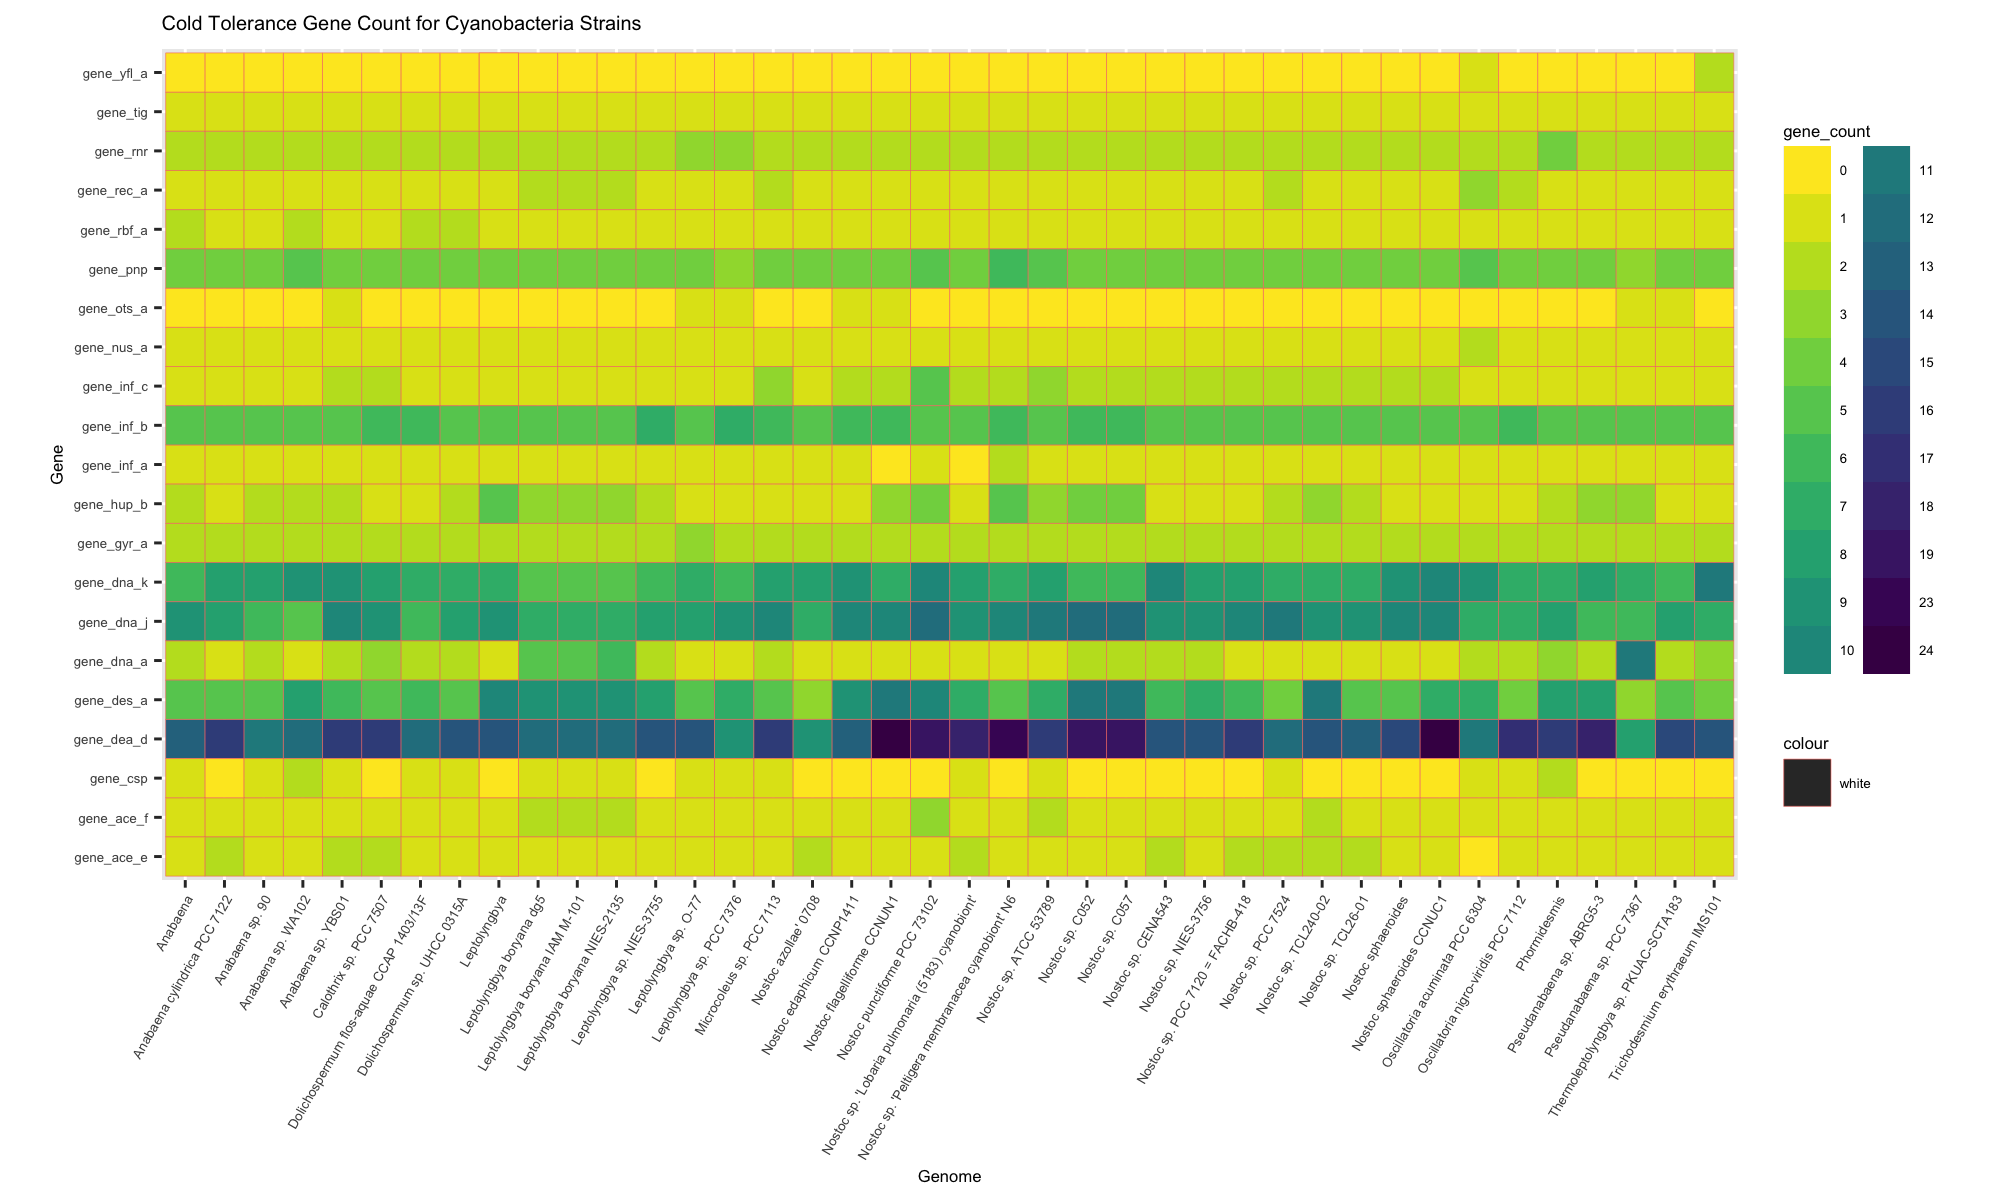 Cold Tolerance Gene Count for Cyanobacteria Strains
gene_yfl_a
gene_tig
gene_rnr
gene_rec_a
gene_rbf_a
gene_pnp
gene_ots_a
gene_nus_a
gene_inf_c
gene_inf_b
gene_inf_a
gene_hup_b
gene_gyr_a
gene_dna_k
gene_dna_j
gene_dna_a
gene_des_a
gene_dea_d
gene_csp
gene_ace_f
gene_ace_e
Gene
Anabaena
Anabaena cylindrica PCC 7122
Anabaena sp. 90
Anabaena sp. WA102
Anabaena sp. YBS01
Calothrix sp. PCC 7507
Dolichospermum flos-aquae CCAP 1403/13F
Dolichospermum sp. UHCC 0315A
Leptolyngbya
Leptolyngbya boryana dg5
Leptolyngbya boryana IAM M-101
Leptolyngbya boryana NIES-2135
Leptolyngbya sp. NIES-3755
Leptolyngbya sp. O-77
Leptolyngbya sp. PCC 7376
Microcoleus sp. PCC 7113
Nostoc azollae' 0708
Nostoc edaphicum CCNP1411
Nostoc flagelliforme CCNUN1
Nostoc punctiforme PCC 73102
Nostoc sp. 'Lobaria pulmonaria (5183) cyanobiont'
Nostoc sp. 'Peltigera membranacea cyanobiont' N6
Nostoc sp. ATCC 53789
Nostoc sp. C052
Nostoc sp. C057
Nostoc sp. CENA543
Nostoc sp. NIES-3756
Nostoc sp. PCC 7120 = FACHB-418
Nostoc sp. PCC 7524
Nostoc sp. TCL240-02
Nostoc sp. TCL26-01
Nostoc sphaeroides
Nostoc sphaeroides CCNUC1
Oscillatoria acuminata PCC 6304
Oscillatoria nigro-viridis PCC 7112
Phormidesmis
Pseudanabaena sp. ABRG5-3
Pseudanabaena sp. PCC 7367
Thermoleptolyngbya sp. PKUAC-SCTA183
Trichodesmium erythraeum IMS101
Genome
gene_count
0
1
2
3
4
5
6
7
8
9
10
11
12
13
14
15
16
17
18
19
23
24
colour
white